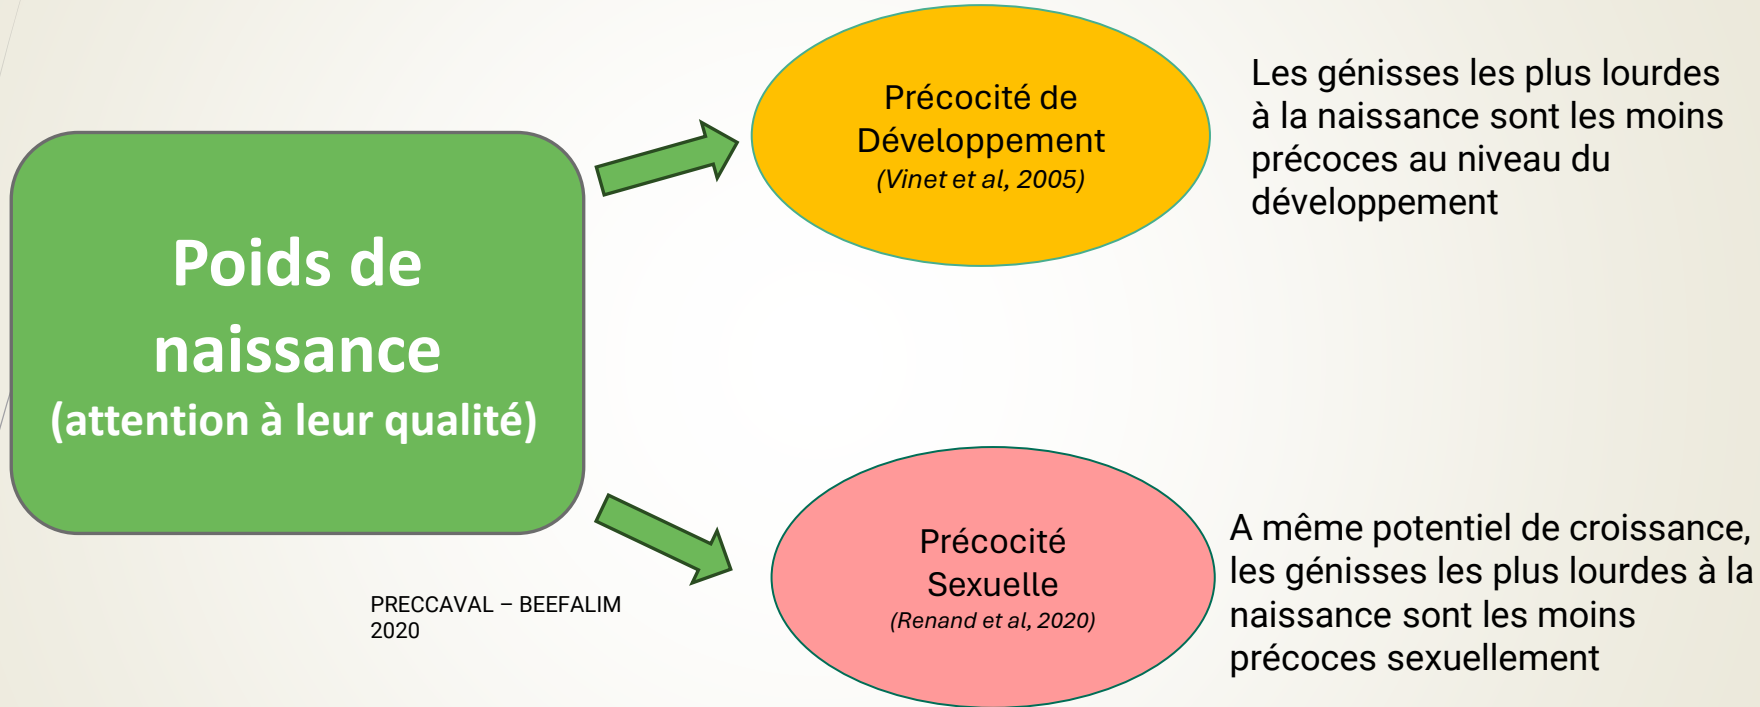 Poids de
naissance
(attention à leur qualité)
Précocité de
Développement
(Vinet et al, 2005)
Les génisses les plus lourdes
à la naissance sont les moins
précoces au niveau du
développement
Précocité
Sexuelle
(Renand et al, 2020)
A même potentiel de croissance,
les génisses les plus lourdes à la
naissance sont les moins
précoces sexuellement
PRECCAVAL – BEEFALIM
2020